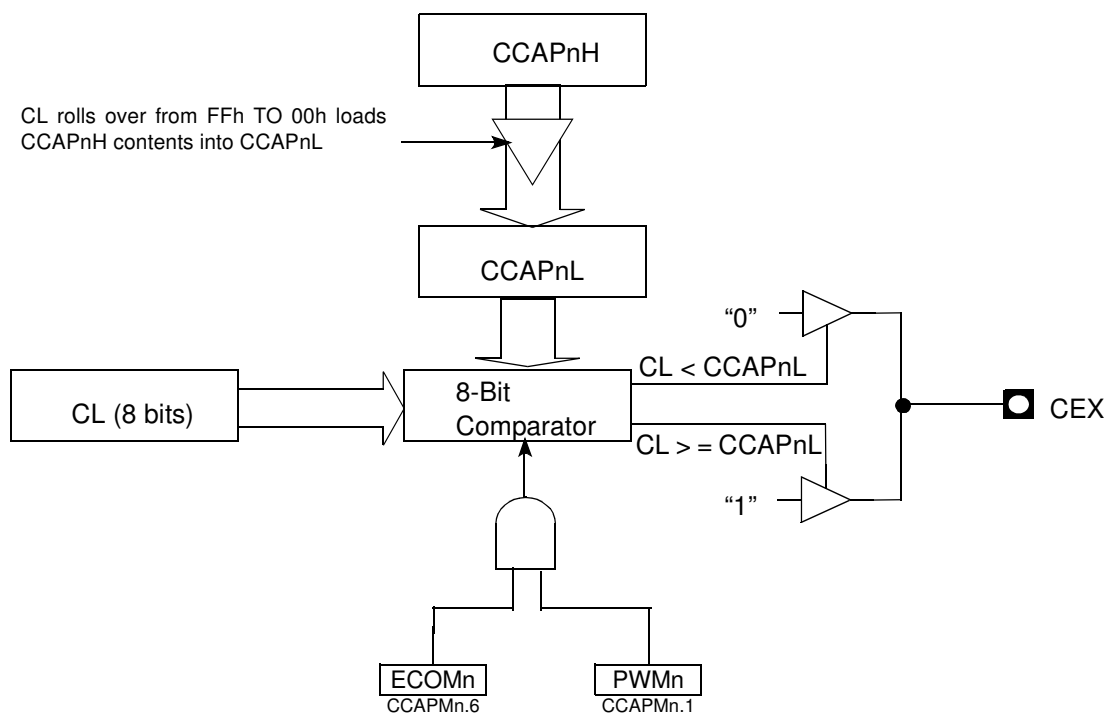 CCAPnH
CL rolls over from FFh TO 00h loads
CCAPnH contents into CCAPnL
CCAPnL
“0”
CL < CCAPnL
CL (8 bits)
8-Bit
Comparator
CEX
CL > = CCAPnL
“1”
ECOMn
CCAPMn.6
PWMn
CCAPMn.1